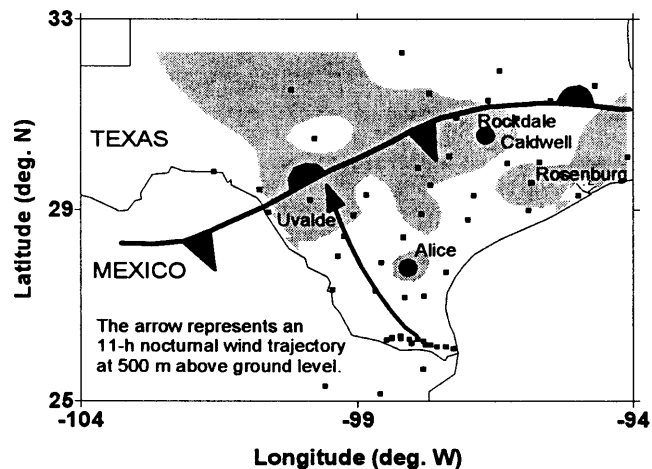 33
TEXAS
Rockdale
Caldwell
Rosenburg
29
Uvalde
Latitude (deg. N)
MEXICO
Alice
The arrow represents an
11-h nocturnal wind trajectory
at 500 m above ground level.
25
-104
-99
-94
Longitude (deg. W)